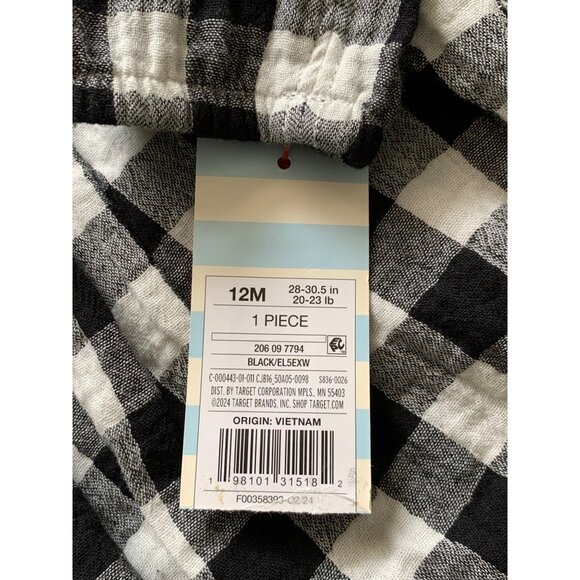 12M
28-30.5 in
20-23 lb
1 PIECE
206 09 7794
BLACK/EL5EXW
C-000443-01-011 CJB16_50A05-0098 S836-0026
DIST. BY TARGET CORPORATION MPLS., MN 55403
©2024 TARGET BRANDS, INC. SHOP TARGET.COM
ORIGIN: VIETNAM
1 98101 31518 2